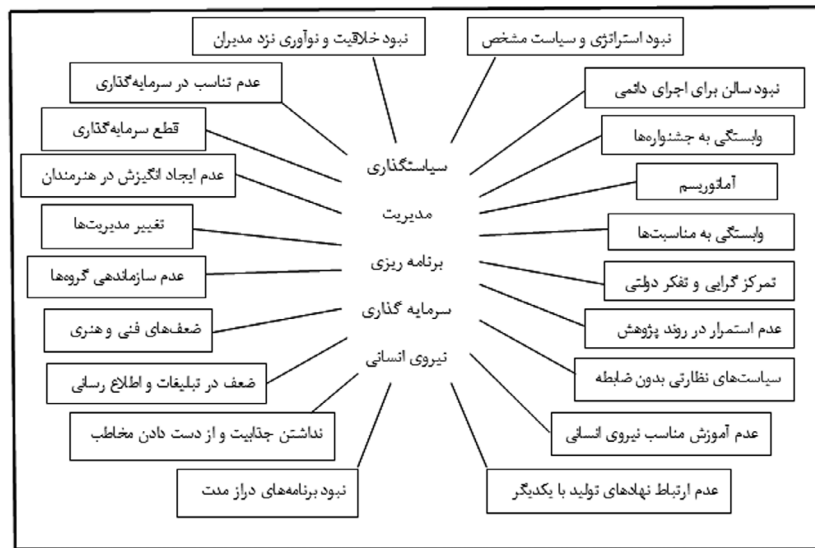 نبود استراتژی و سیاست مشخص
نبود خلاقیت و نوآوری نزد مدیران
نبود سالن برای اجرای دائمی
وابستگی به جشنواره‌ها
آماتوریسم
وابستگی به مناسبت‌ها
تمرکز گرایی و تفکر دولتی
عدم استمرار در روند پژوهش
سیاست‌های نظارتی بدون ضابطه
عدم آموزش مناسب نیروی انسانی
عدم ارتباط نهادهای تولید با یکدیگر
سیاستگذاری
مدیریت
برنامه ریزی
سرمایه گذاری
نیروی انسانی
عدم تناسب در سرمایه‌گذاری
قطع سرمایه‌گذاری
عدم ایجاد انگیزش در هنرمندان
تغییر مدیریت‌ها
عدم سازماندهی گروه‌ها
ضعف‌های فنی و هنری
ضعف در تبلیغات و اطلاع رسانی
نداشتن جذابیت و از دست دادن مخاطب
نبود برنامه‌های دراز مدت